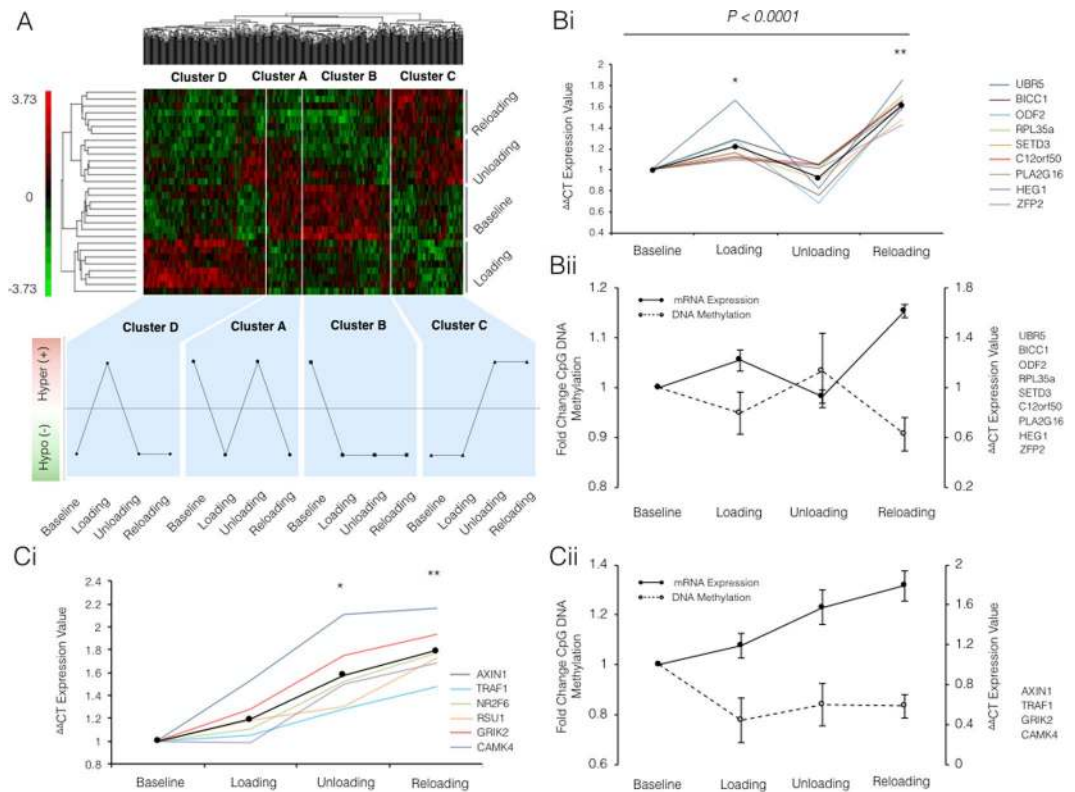 A
Cluster D
Cluster A
Cluster B
Cluster C
3.73
0
-3.73
Reloading
Unloading
Baseline
Loading
Cluster D
Cluster A
Cluster B
Cluster C
Hyper (+)
Hypo (-)
Baseline
Loading
Unloading
Reloading
Baseline
Loading
Unloading
Reloading
Baseline
Loading
Unloading
Reloading
Baseline
Loading
Unloading
Reloading
Bi
P < 0.0001
*
**
ΔΔCT Expression Value
2
1.8
1.6
1.4
1.2
1
0.8
0.6
0.4
Baseline
Loading
Unloading
Reloading
UBR5
BICC1
ODF2
RPL35a
SETD3
C12orf50
PLA2G16
HEG1
ZFP2
Bii
mRNA Expression
DNA Methylation
Fold Change CpG DNA
Methylation
1.2
1.1
1
0.9
0.8
1.8
1.4
1
0.6
0.2
ΔΔCT Expression Value
Baseline
Loading
Unloading
Reloading
UBR5
BICC1
ODF2
RPL35a
SETD3
C12orf50
PLA2G16
HEG1
ZFP2
Ci
*
**
ΔΔCT Expression Value
2.4
2.2
2
1.8
1.6
1.4
1.2
1
0.8
Baseline
Loading
Unloading
Reloading
AXIN1
TRAF1
NR2F6
RSU1
GRIK2
CAMK4
Cii
mRNA Expression
DNA Methylation
Fold Change CpG DNA
Methylation
1.4
1.2
1
0.8
0.6
2
1.6
1.2
0.8
0.4
0
ΔΔCT Expression Value
Baseline
Loading
Unloading
Reloading
AXIN1
TRAF1
GRIK2
CAMK4